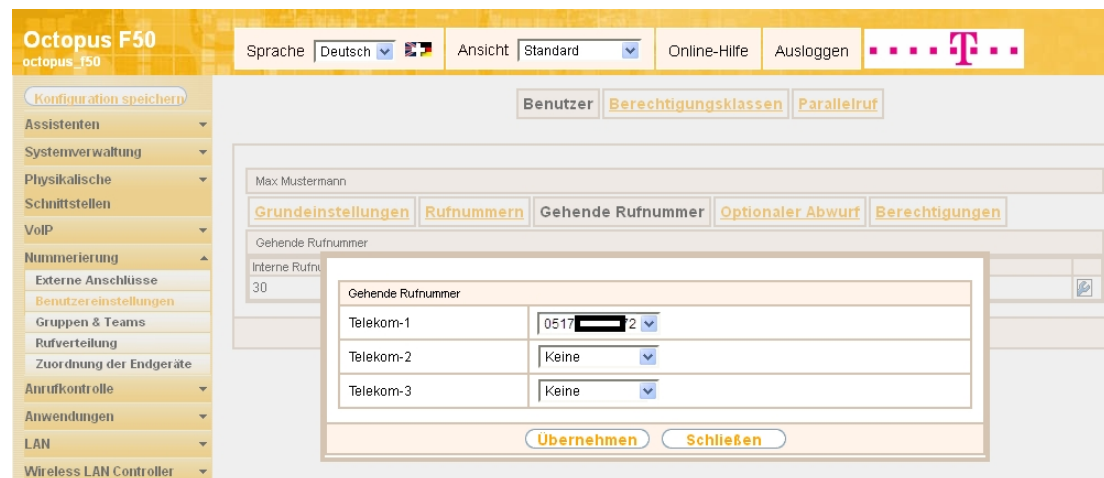 Octopus F50
octopus_f50
Sprache Deutsch Ansicht Standard Online-Hilfe Ausloggen T
Konfiguration speichern
Assistenten
Systemverwaltung
Physikalische
Schnittstellen
VoIP
Nummerierung
Externe Anschlüsse
Benutzereinstellungen
Gruppen & Teams
Rufverteilung
Zuordnung der Endgeräte
Anrufkontrolle
Anwendungen
LAN
Wireless LAN Controller
Benutzer Berechtigungsklassen Parallelruf
Max Mustermann
Grundeinstellungen Rufnummern Gehende Rufnummer Optionaler Abwurf Berechtigungen
Gehende Rufnummer
Interne
30
Gehende Rufnummer
Telekom-1 0517 72
Telekom-2 Keine
Telekom-3 Keine
Übernehmen Schließen